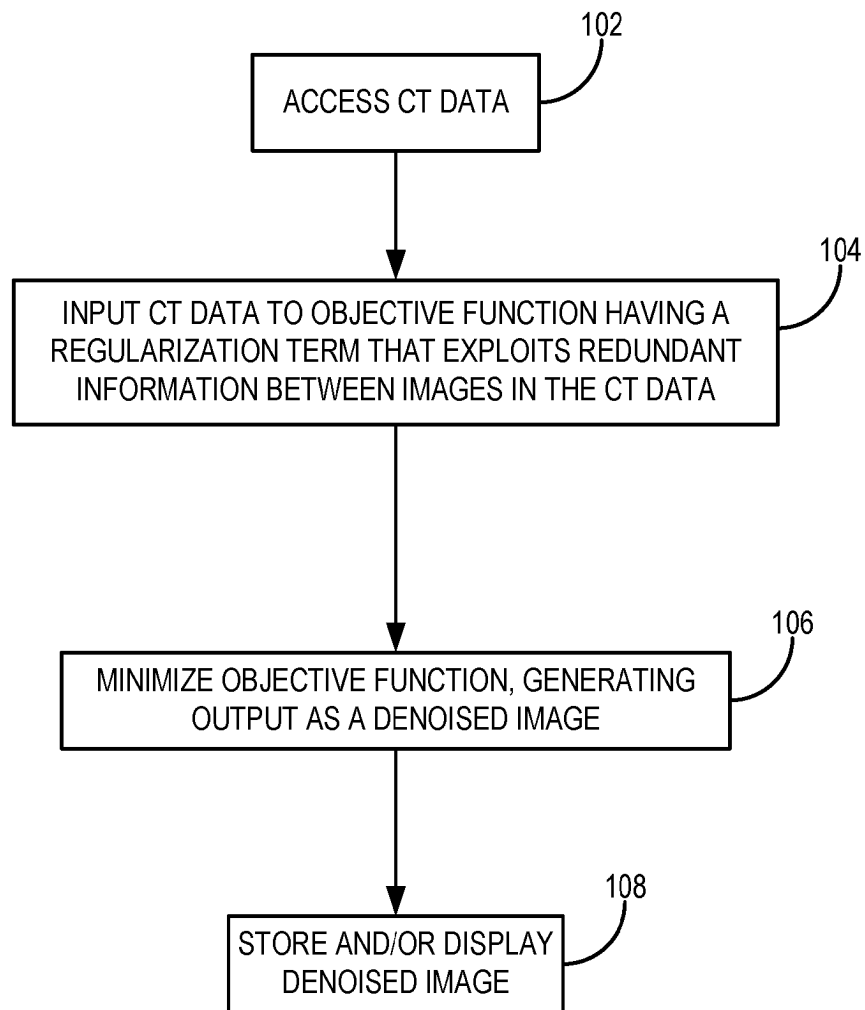 102
ACCESS CT DATA
104
INPUT CT DATA TO OBJECTIVE FUNCTION HAVING A
REGULARIZATION TERM THAT EXPLOITS REDUNDANT
INFORMATION BETWEEN IMAGES IN THE CT DATA
106
MINIMIZE OBJECTIVE FUNCTION, GENERATING
OUTPUT AS A DENOISED IMAGE
108
STORE AND/OR DISPLAY
DENOISED IMAGE